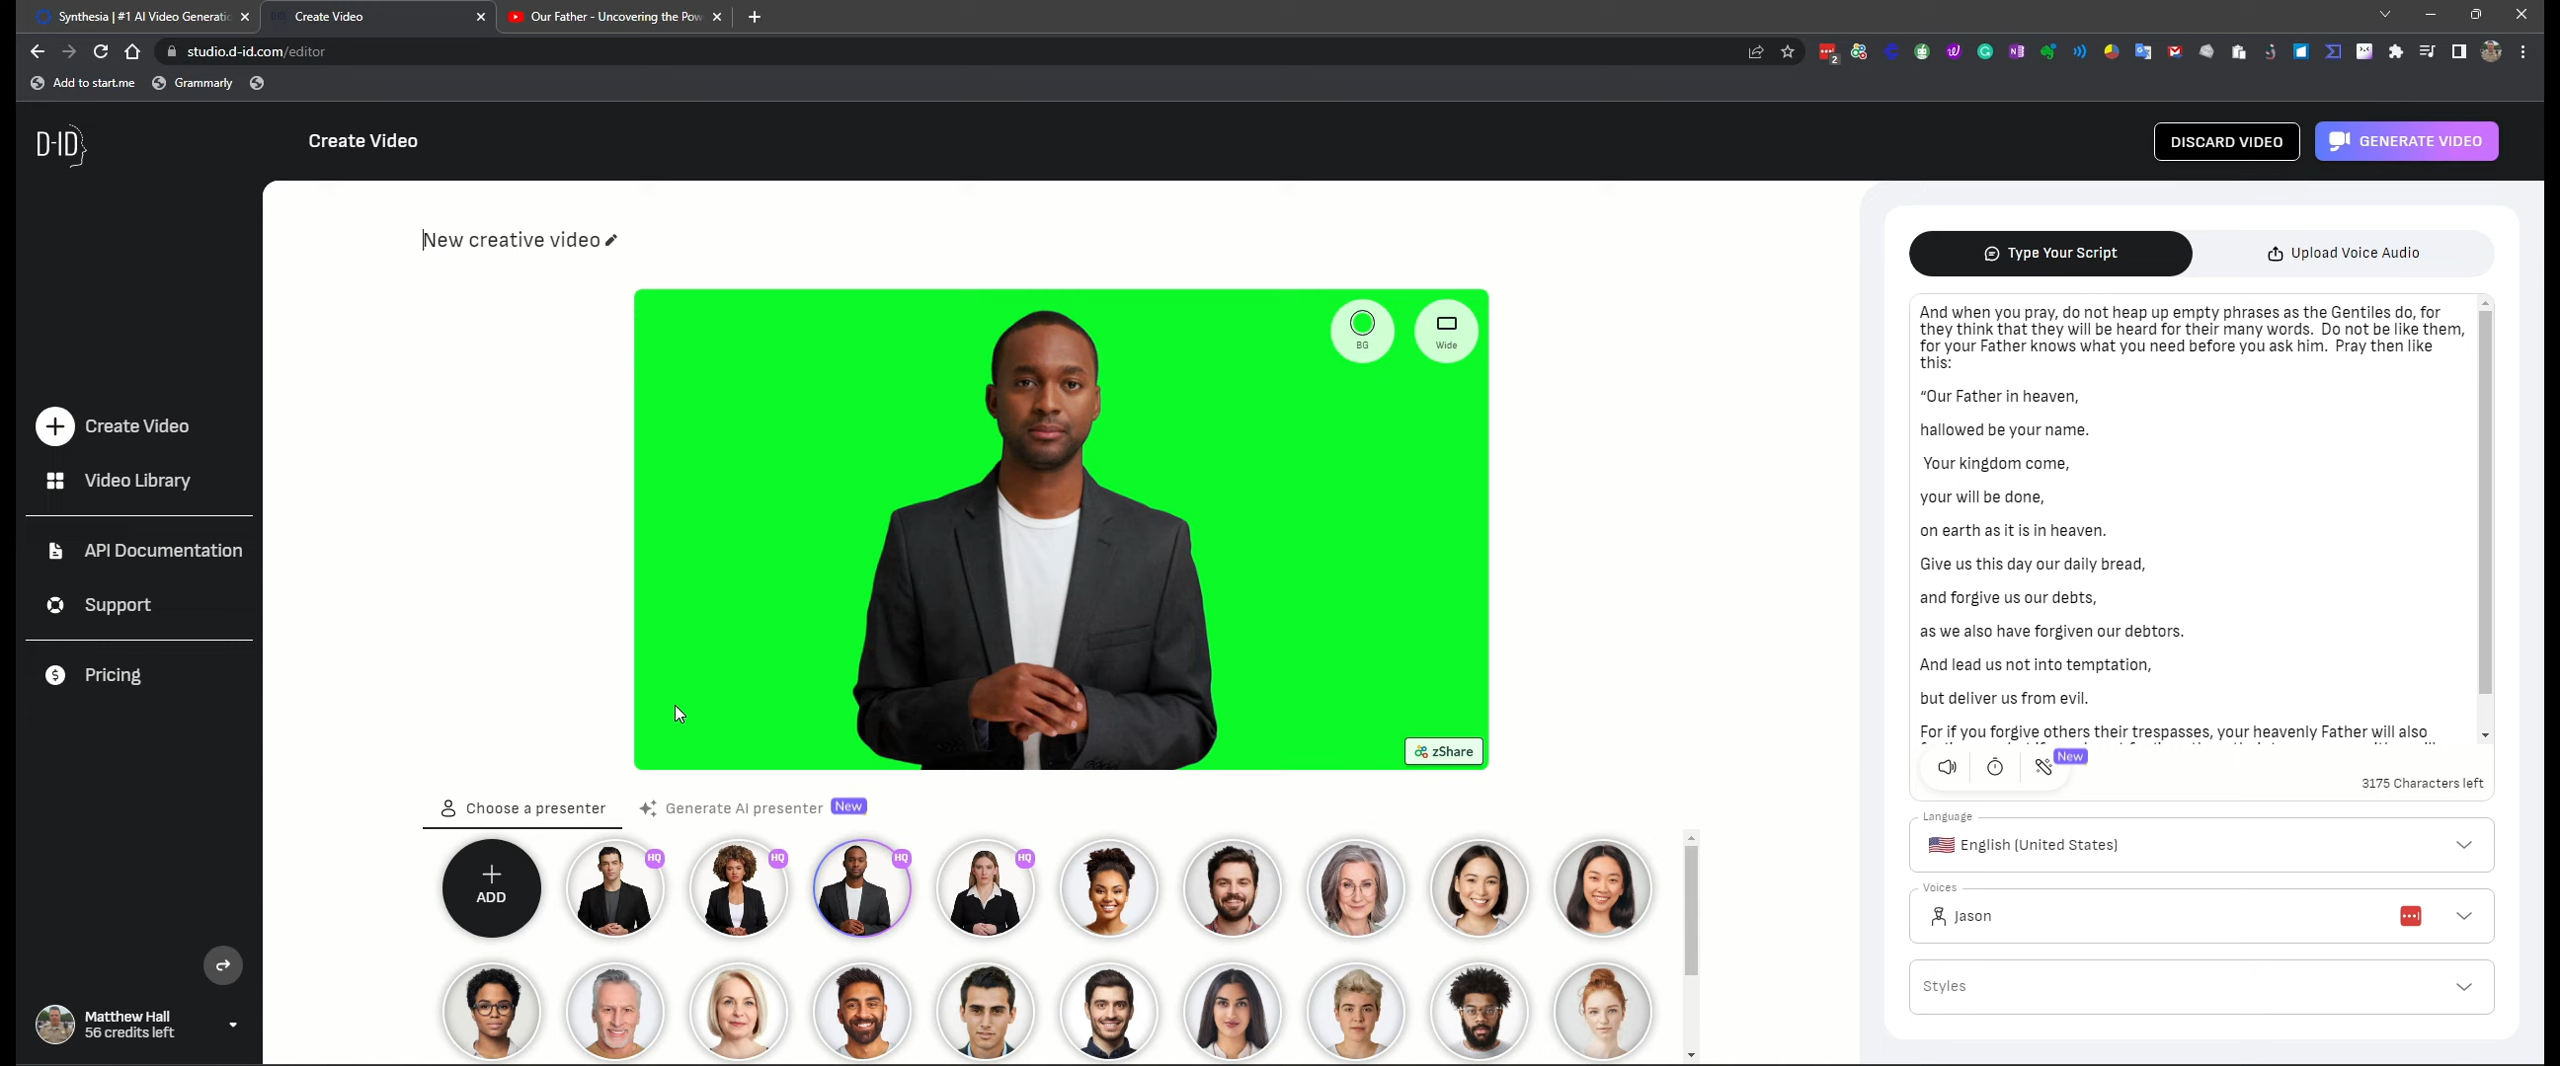 Synthesia | #1 AI Video Generatio
Create Video
Our Father - Uncovering the Pow
studio.d-id.com/editor
2
Add to start.me
Grammarly
D-ID
Create Video
DISCARD VIDEO
GENERATE VIDEO
New creative video
BG
Wide
zShare
Create Video
Video Library
API Documentation
Support
Pricing
Matthew Hall
56 credits left
Choose a presenter
Generate AI presenter New
ADD
HQ
HQ
HQ
HQ
Type Your Script
Upload Voice Audio
And when you pray, do not heap up empty phrases as the Gentiles do, for
they think that they will be heard for their many words. Do not be like them,
for your Father knows what you need before you ask him. Pray then like
this:
“Our Father in heaven,
hallowed be your name.
Your kingdom come,
your will be done,
on earth as it is in heaven.
Give us this day our daily bread,
and forgive us our debts,
as we also have forgiven our debtors.
And lead us not into temptation,
but deliver us from evil.
For if you forgive others their trespasses, your heavenly Father will also
New
3175 Characters left
Language
English (United States)
Voices
Jason
Styles